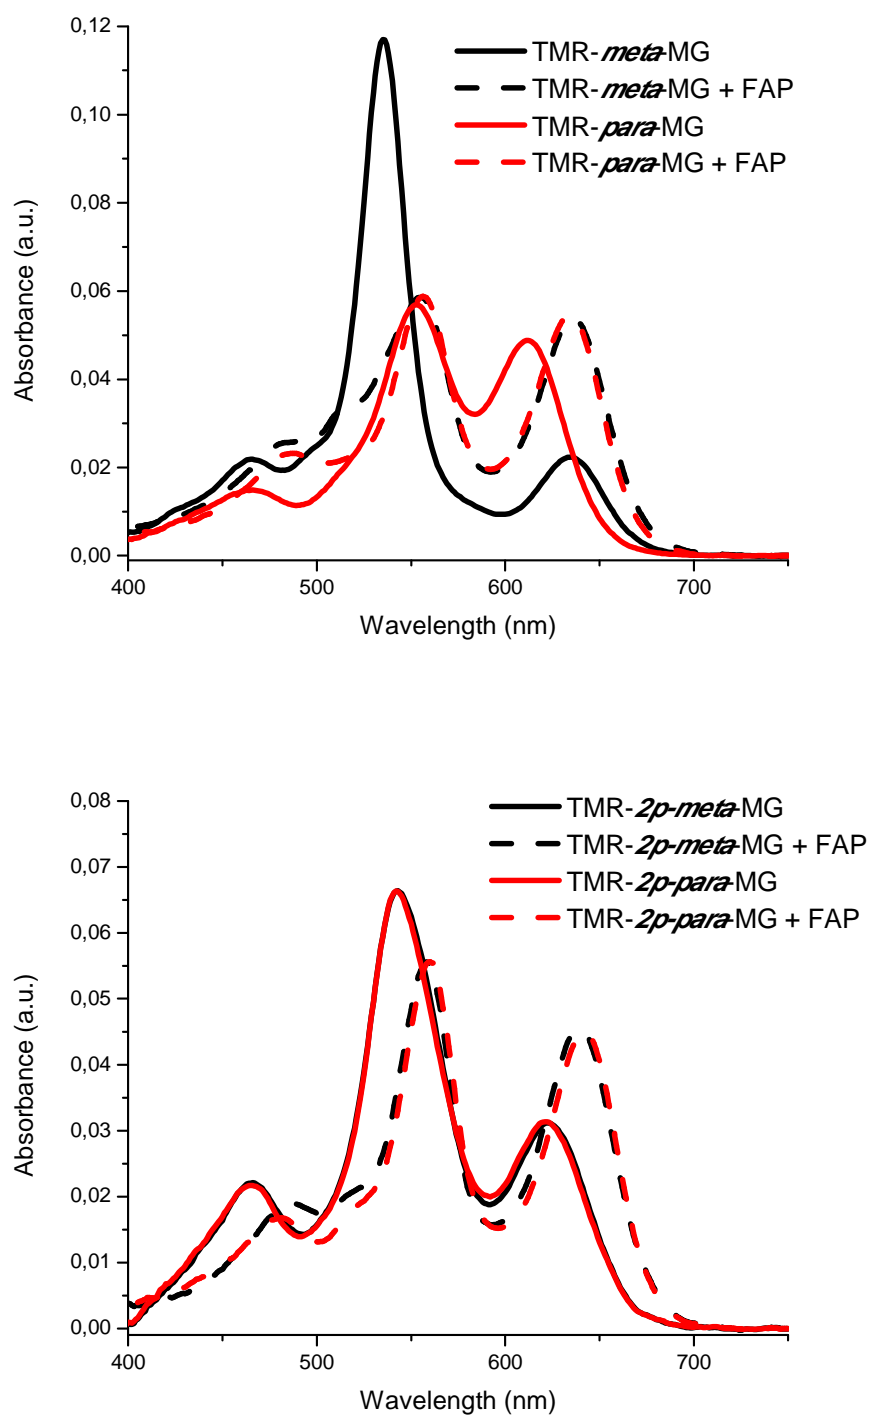 0,12
TMR-meta-MG
TMR-meta-MG + FAP
0,10
TMR-para-MG
TMR-para-MG + FAP
0,08
0,06
0,04
0,02
0,00
Absorbance (a.u.)
400 500 600 700
Wavelength (nm)
0,08
TMR-2p-meta-MG
TMR-2p-meta-MG + FAP
0,07
TMR-2p-para-MG
TMR-2p-para-MG + FAP
0,06
0,05
0,04
0,03
0,02
0,01
0,00
Absorbance (a.u.)
400 500 600 700
Wavelength (nm)